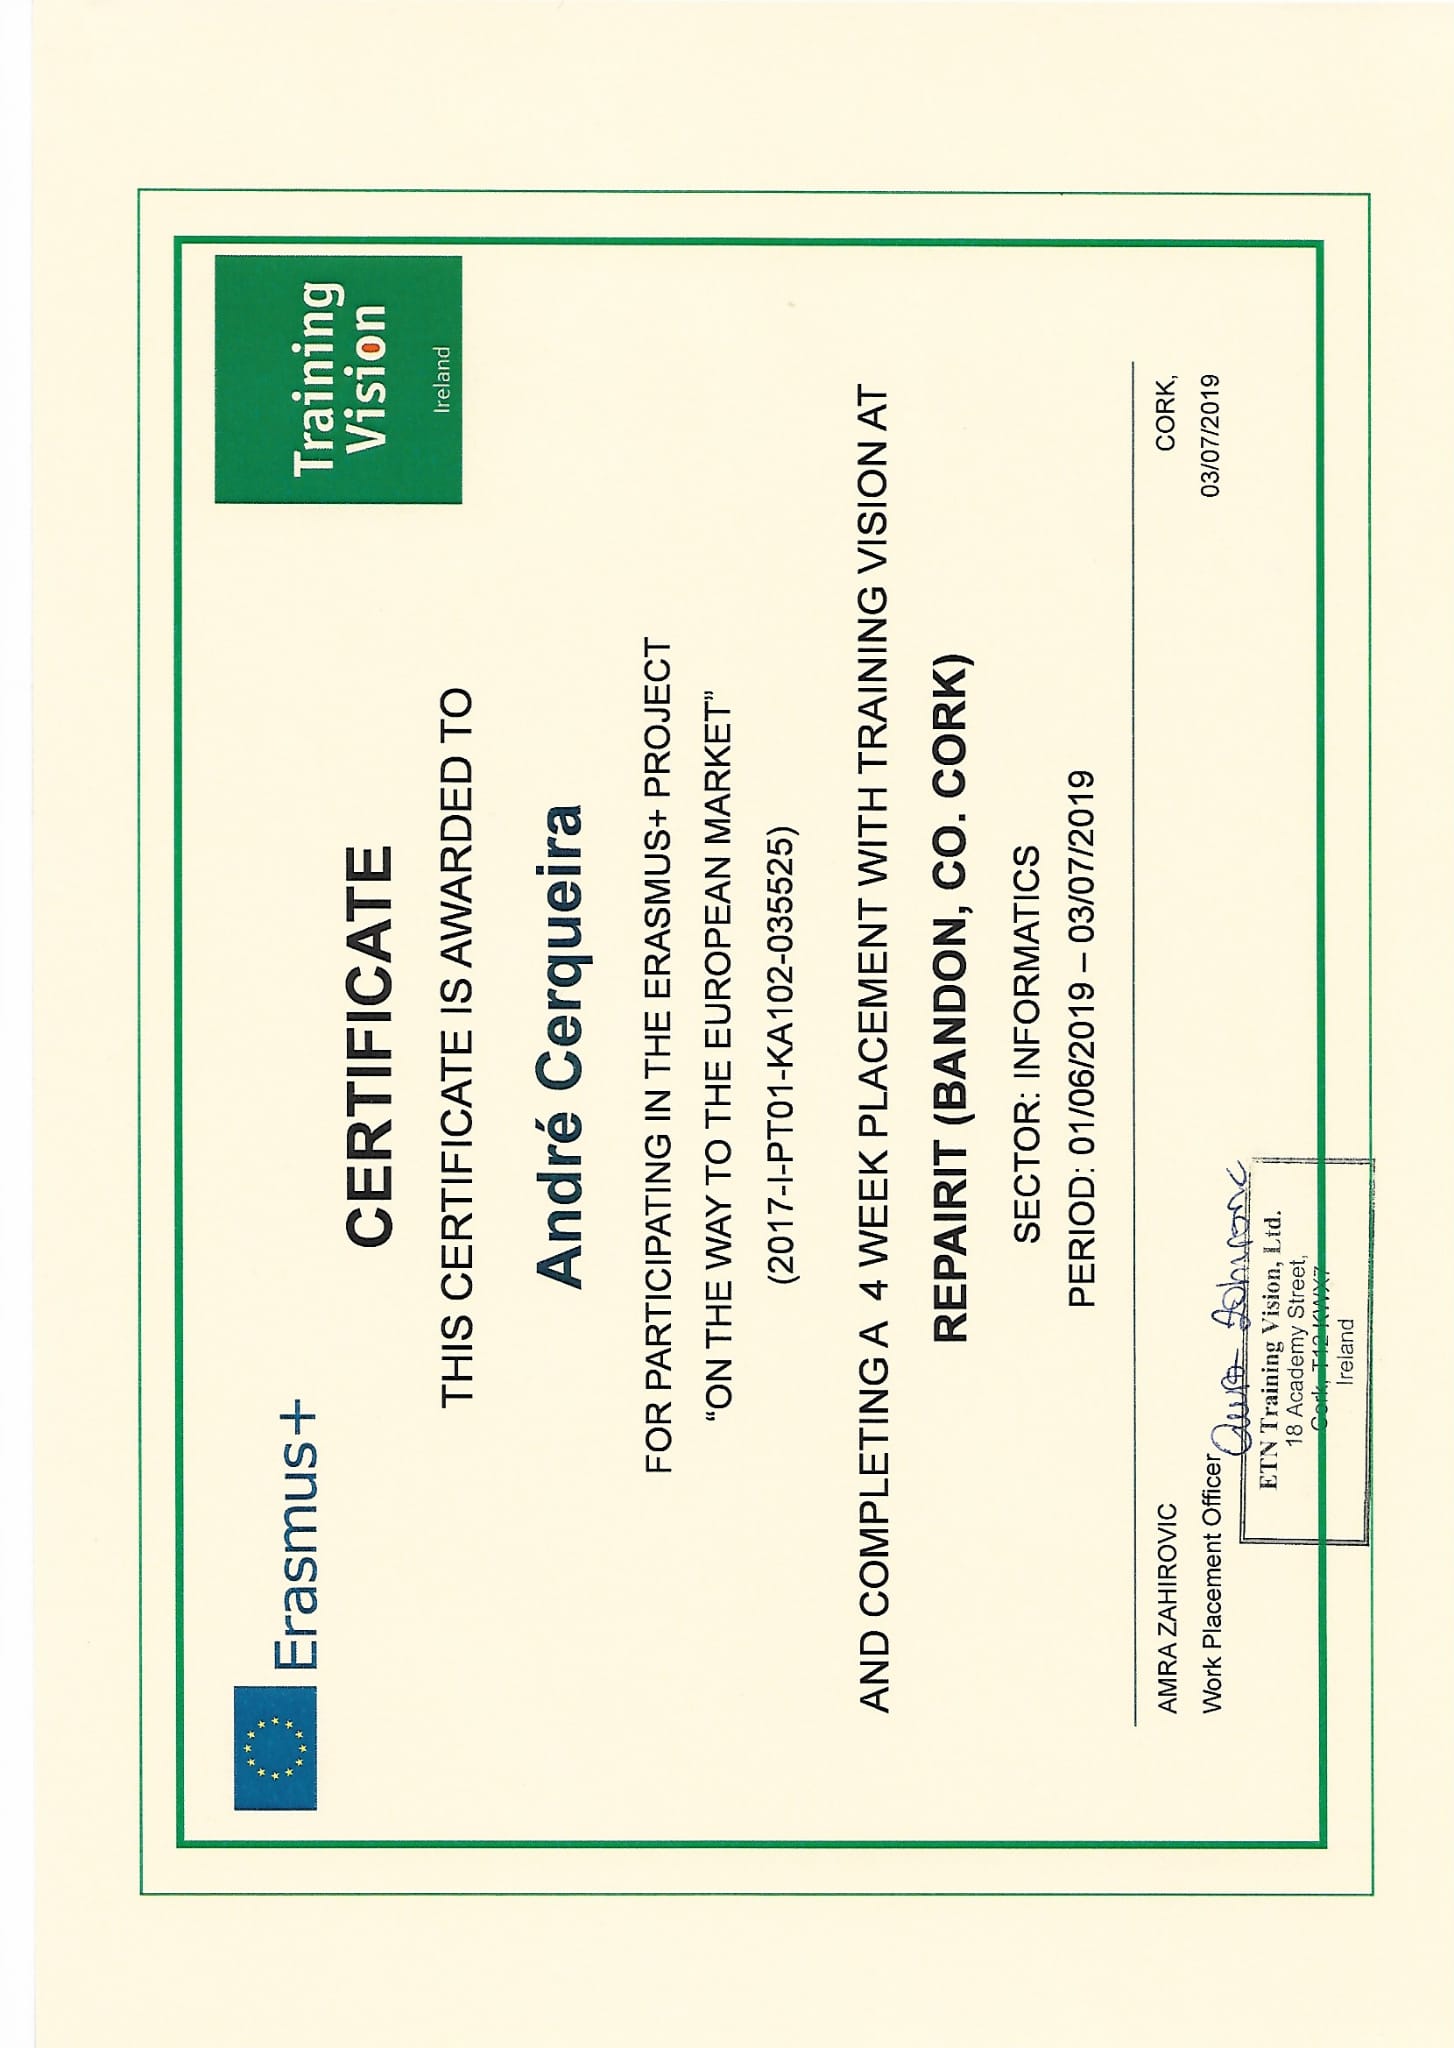 Erasmus+
Training
Vision
Ireland
CERTIFICATE
THIS CERTIFICATE IS AWARDED TO
André Cerqueira
FOR PARTICIPATING IN THE ERASMUS+ PROJECT
“ON THE WAY TO THE EUROPEAN MARKET”
(2017-I-PT01-KA102-035525)
AND COMPLETING A 4 WEEK PLACEMENT WITH TRAINING VISION AT
REPAIRIT (BANDON, CO. CORK)
SECTOR: INFORMATICS
PERIOD: 01/06/2019 – 03/07/2019
AMRA ZAHIROVIC
CORK,
Work Placement Officer
03/07/2019
Amra Zahirovic
ETN Training Vision, Ltd.
18 Academy Street,
Cork, T12 KWX7
Ireland